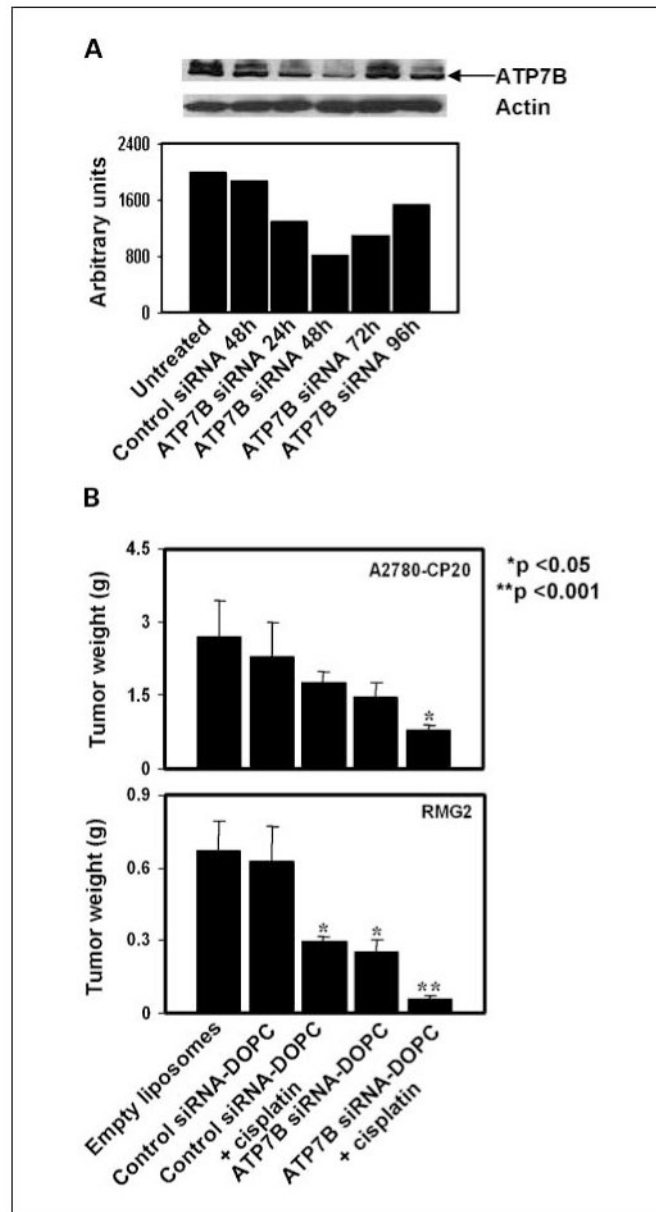 A
ATP7B
Actin
2400
1600
800
0
Arbitrary units
Untreated
Control siRNA 48h
ATP7B siRNA 24h
ATP7B siRNA 48h
ATP7B siRNA 72h
ATP7B siRNA 96h
B
4.5
3
1.5
0
Tumor weight (g)
A2780-CP20
*p <0.05
**p <0.001
*
0.9
0.6
0.3
0
Tumor weight (g)
RMG2
*
*
**
Empty liposomes
Control siRNA-DOPC
Control siRNA-DOPC
+ cisplatin
ATP7B siRNA-DOPC
ATP7B siRNA-DOPC
+ cisplatin